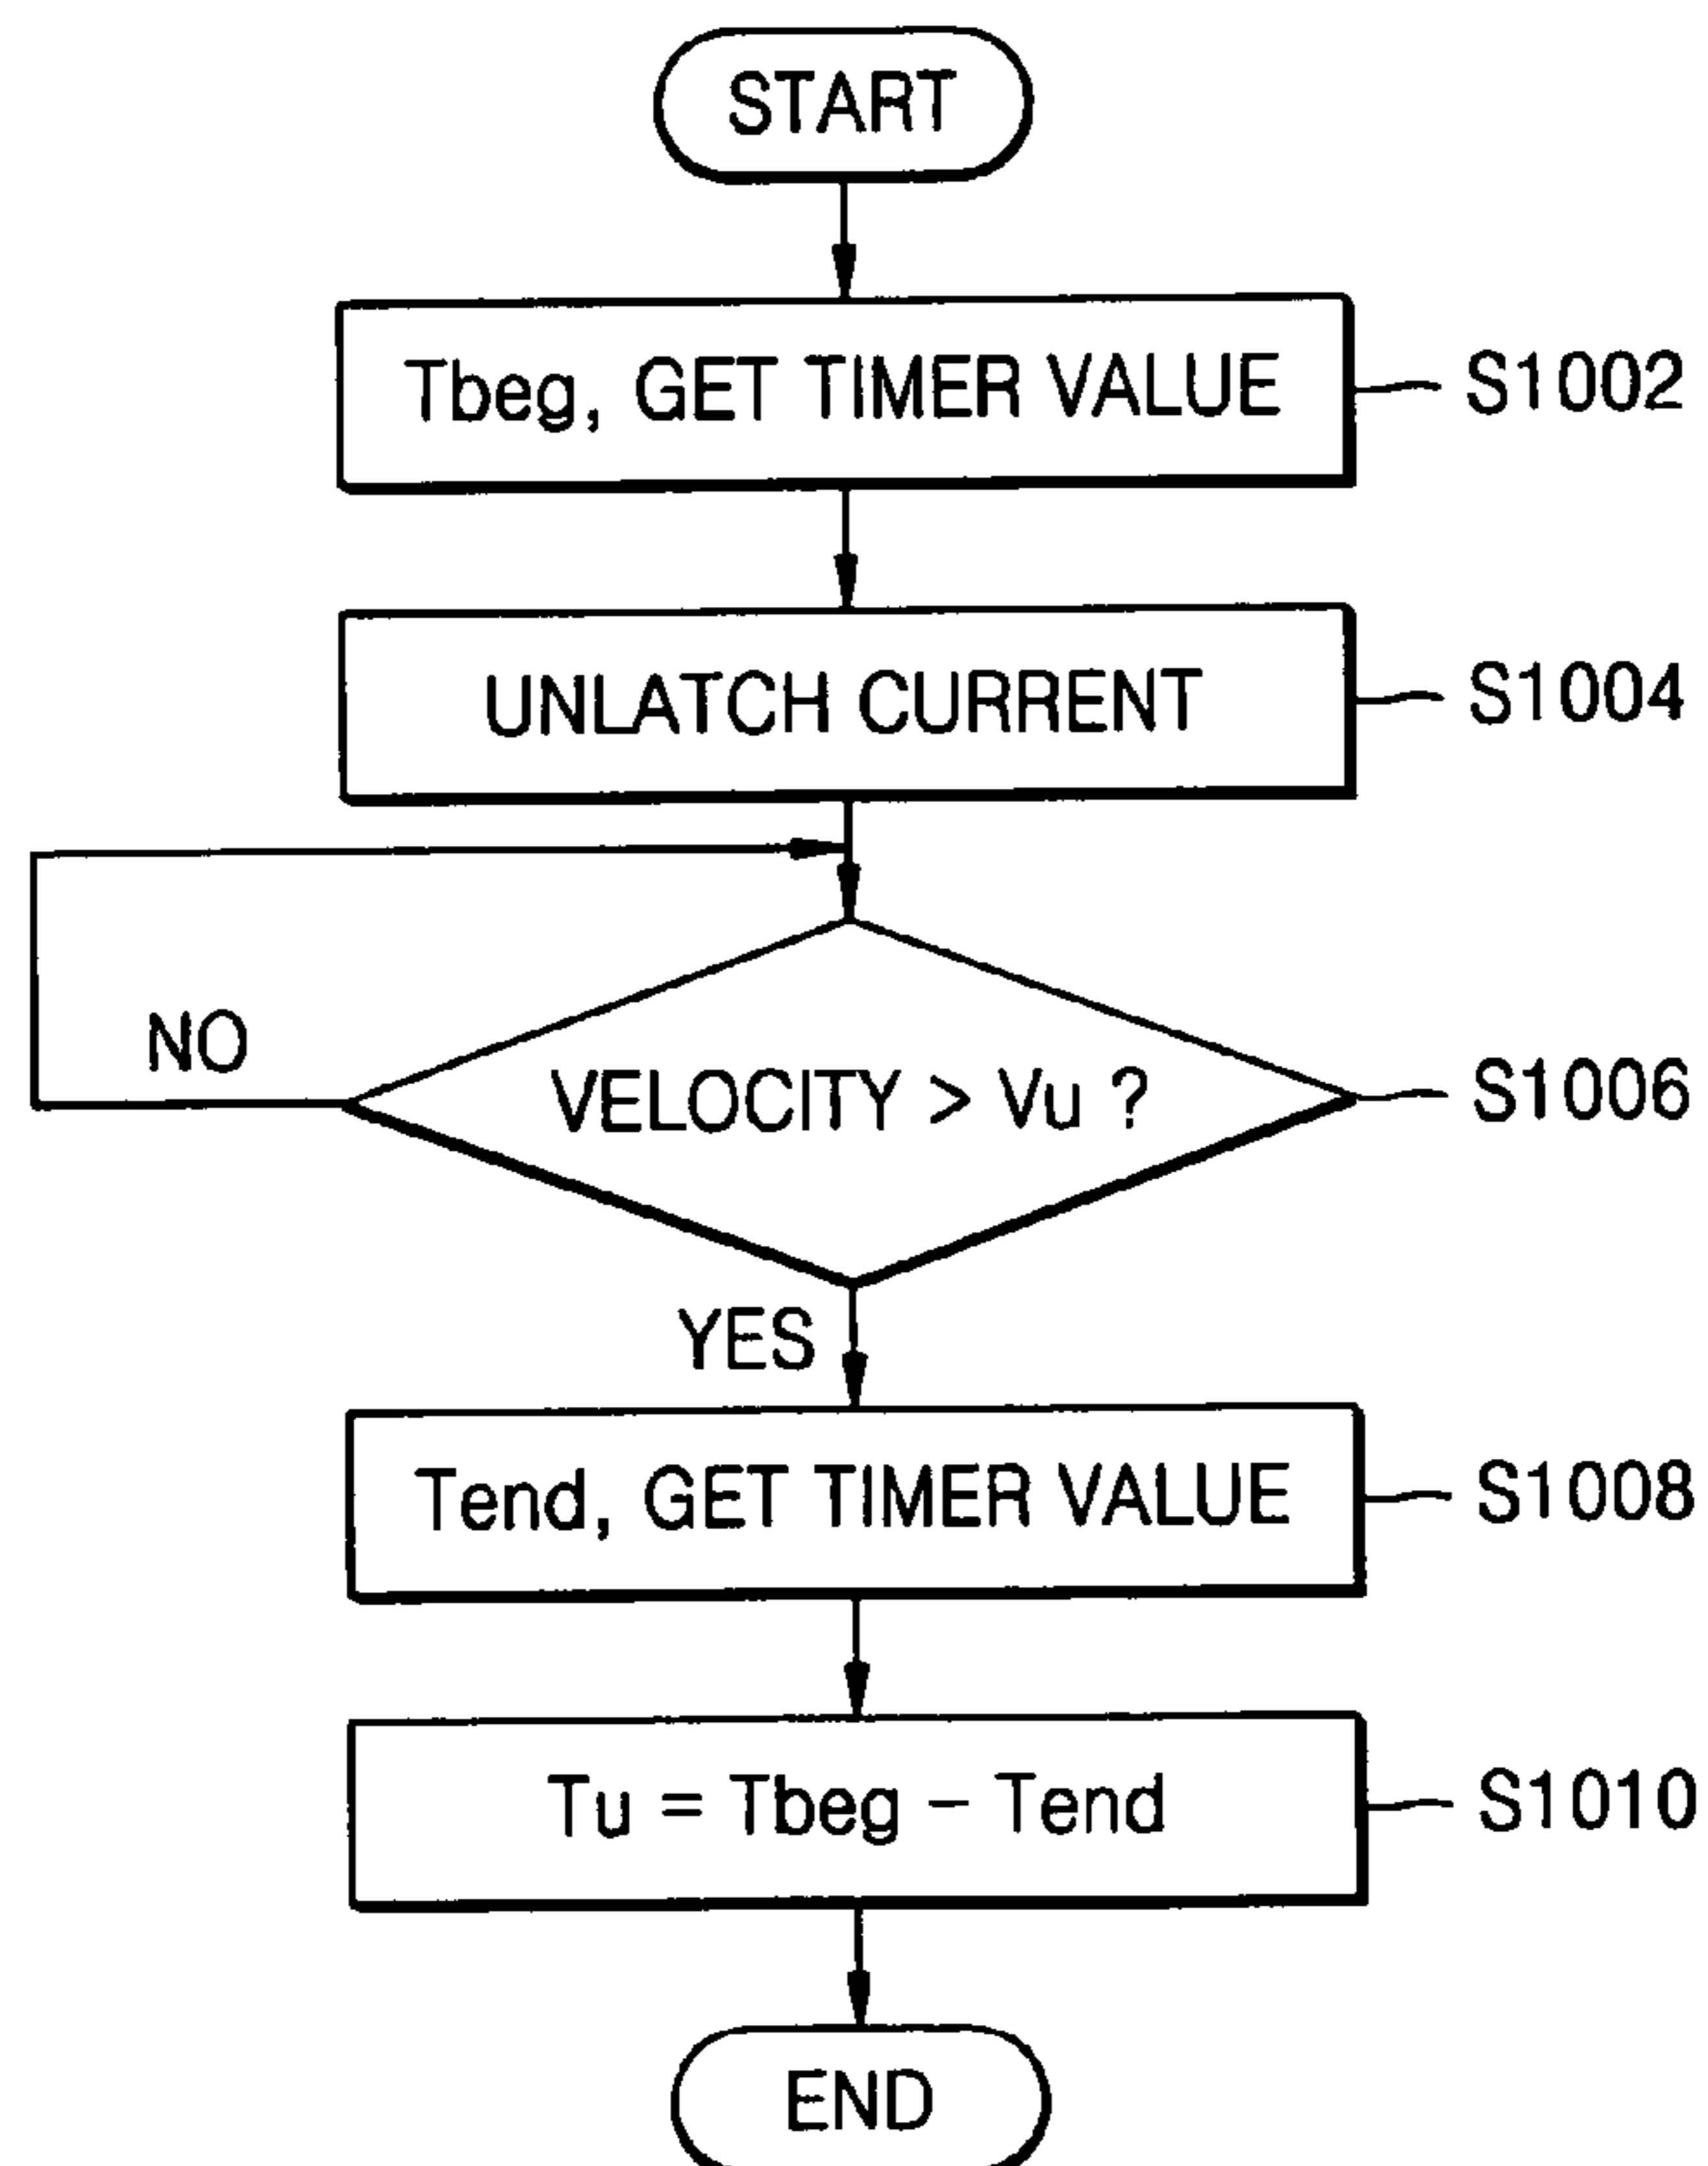 START
Tbeg, GET TIMER VALUE
S1002
UNLATCH CURRENT
S1004
NO
VELOCITY > Vu ?
S1006
YES
Tend, GET TIMER VALUE
S1008
Tu = Tbeg − Tend
S1010
END